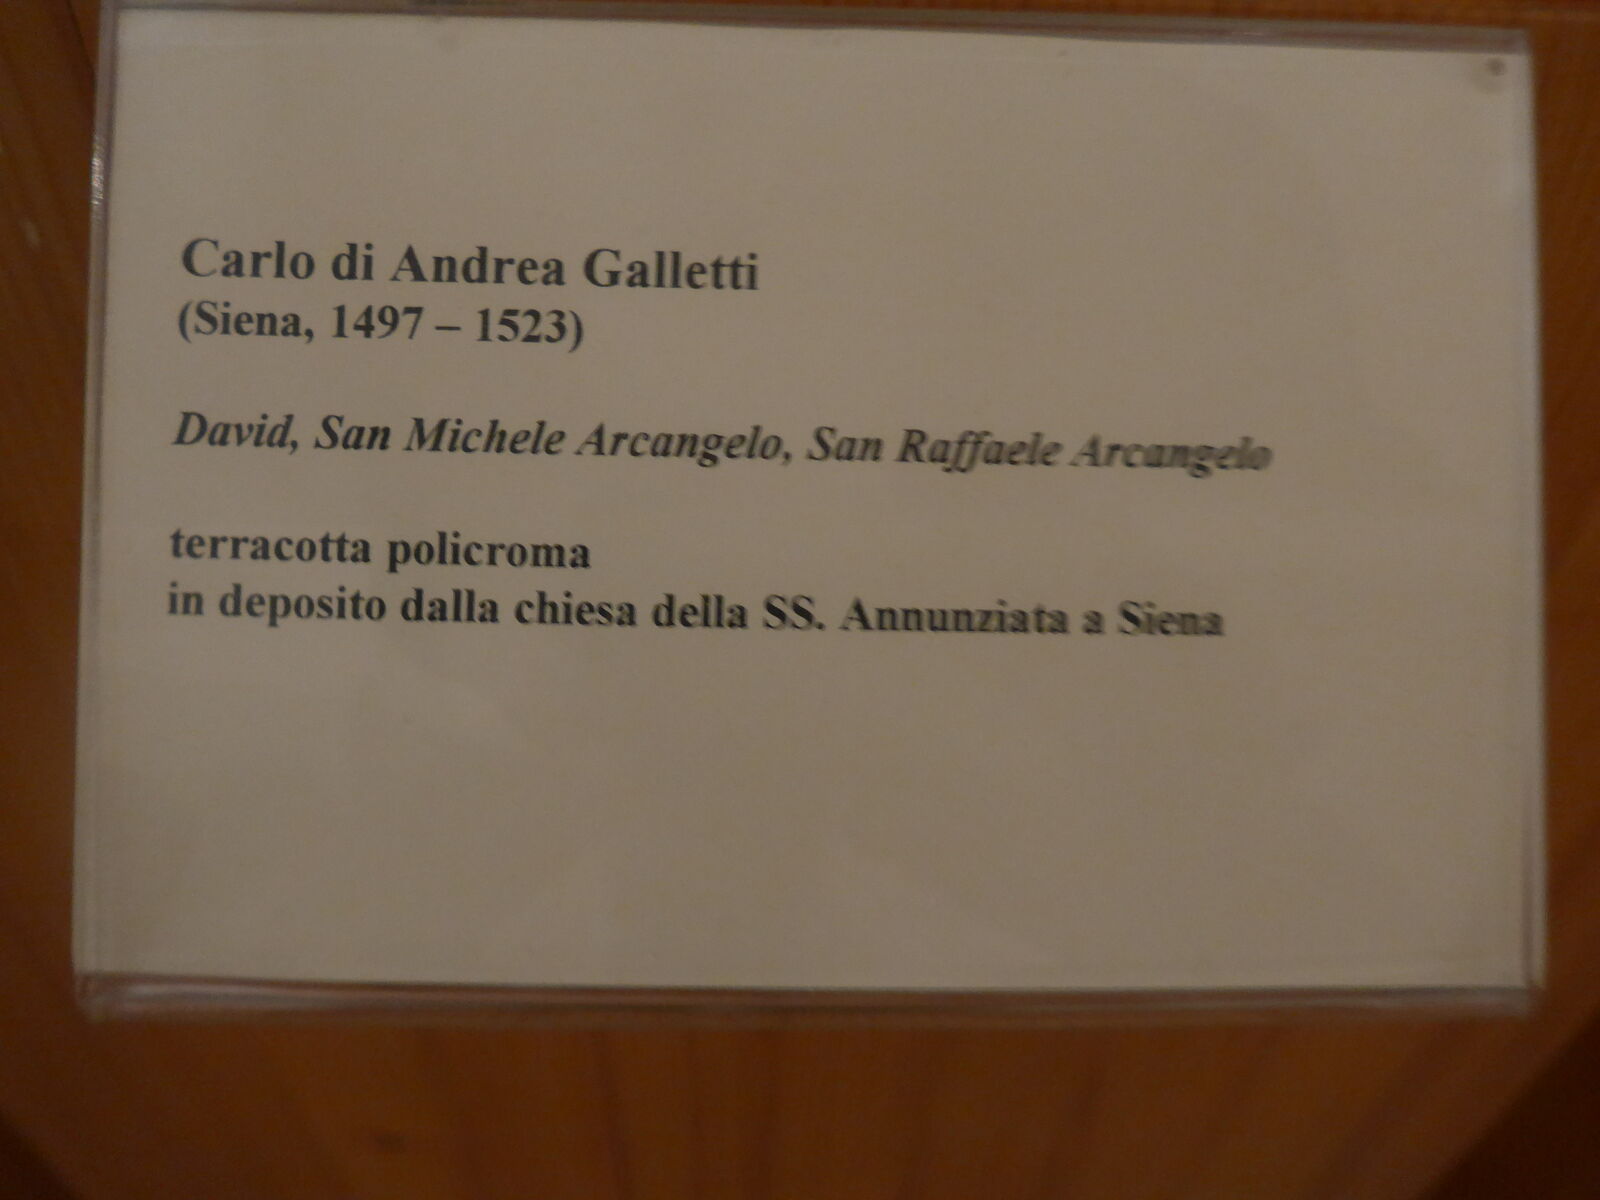 Carlo di Andrea Galletti
(Siena, 1497 – 1523)
David, San Michele Arcangelo, San Raffaele Arcangelo
terracotta policroma
in deposito dalla chiesa della SS. Annunziata a Siena